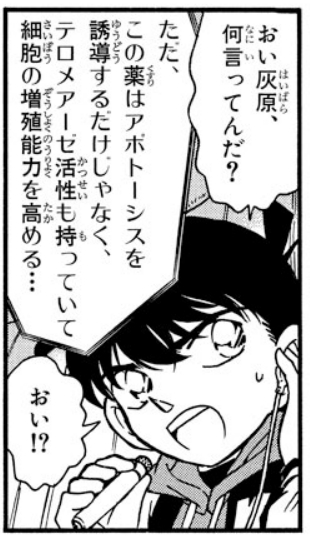 おい灰原、
何言ってんだ？
ただ、
この薬はアポトーシスを
誘導するだけじゃなく、
テロメアーゼ活性も持っていて
細胞の増殖能力を高める…
おい!?